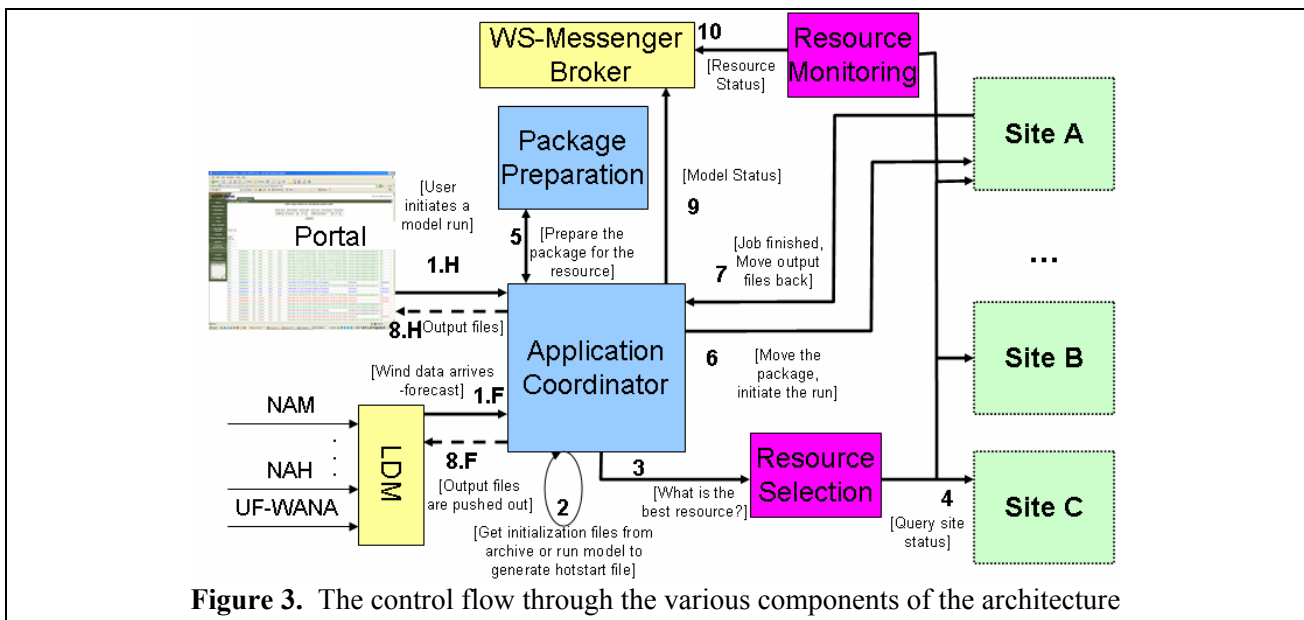 WS-Messenger
Broker
10
[Resource
Status]
Resource
Monitoring
Site A
Package
Preparation
[User
initiates a
model run]
Portal
1.H
5
[Prepare the
package for the
resource]
[Model Status]
9
7
[Job finished,
Move output
files back]
...
8.H
[Output files]
Application
Coordinator
6
[Move the
package,
initiate the run]
Site B
[Wind data arrives
-forecast]
1.F
NAM
NAH
UF-WANA
LDM
8.F
[Output files
are pushed out]
2
[Get initialization files from
archive or run model to
generate hotstart file]
3
[What is the
best resource?]
Resource
Selection
4
[Query site
status]
Site C
Figure 3. The control flow through the various components of the architecture